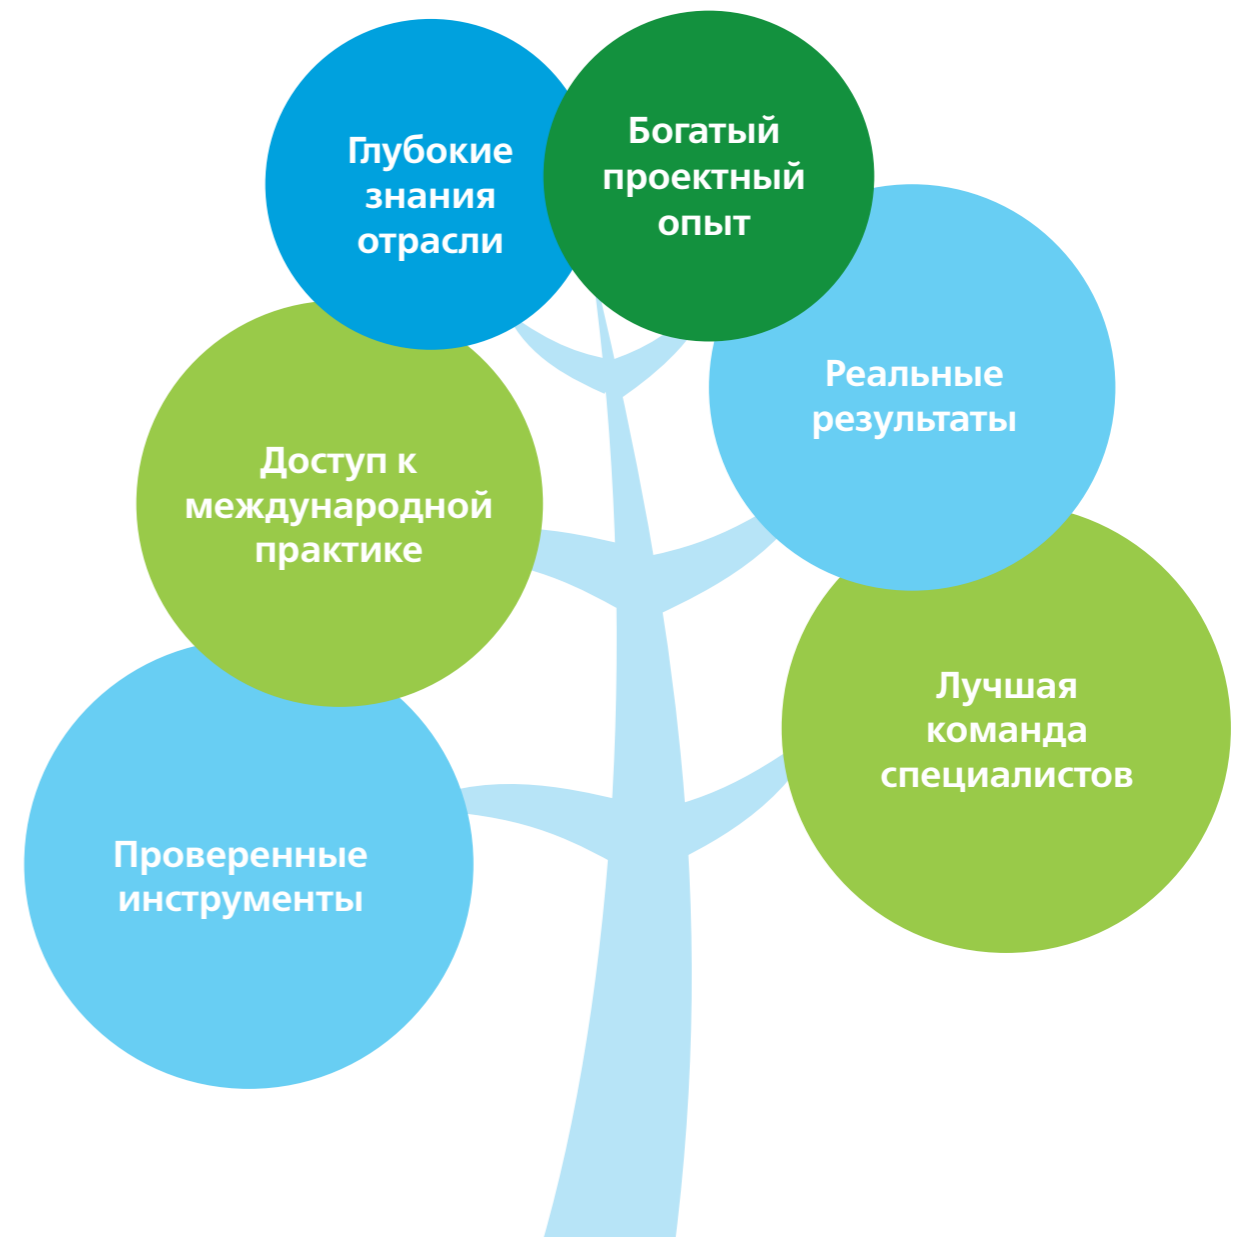 Глубокие
знания
отрасли
Богатый
проектный
опыт
Реальные
результаты
Доступ к
международной
практике
Лучшая
команда
специалистов
Проверенные
инструменты